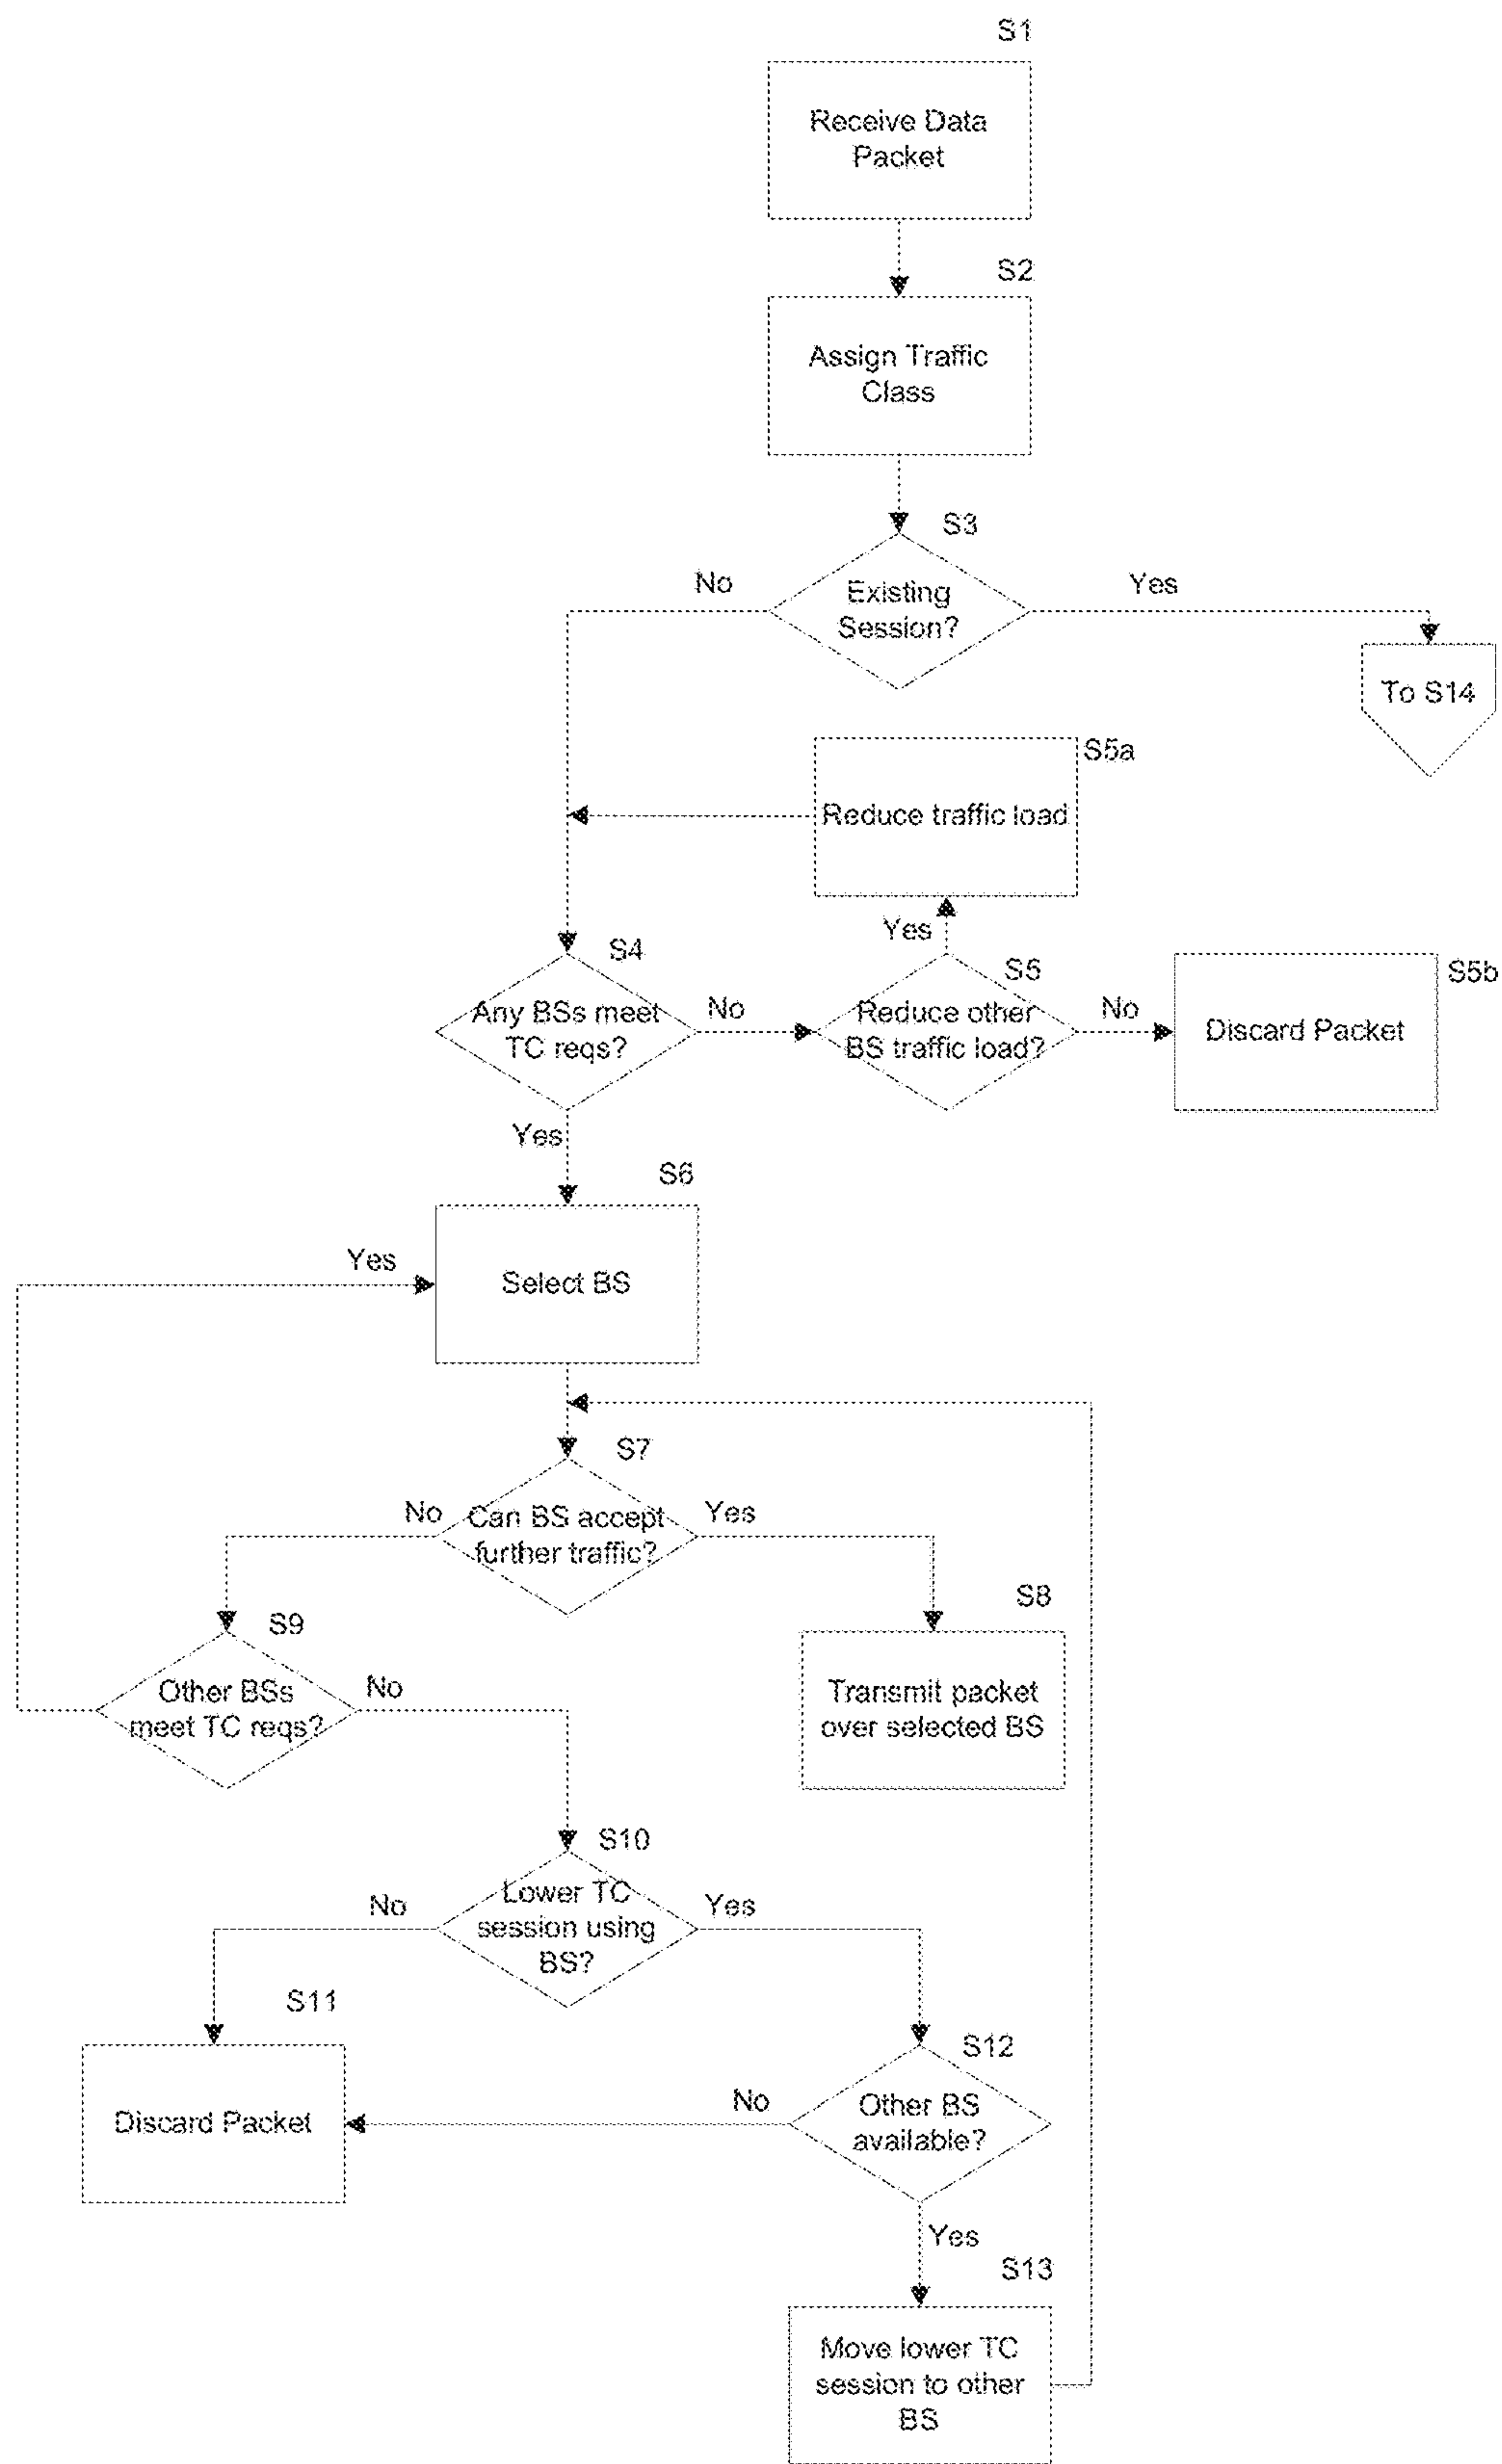 S1
Receive Data
Packet
S2
Assign Traffic
Class
S3
No
Existing
Session?
Yes
To S14
S5a
Reduce traffic load
Yes
S4
S5
S5b
Any BSs meet
TC reqs?
No
Reduce other
BS traffic load?
No
Discard Packet
Yes
S6
Yes
Select BS
S7
No
Can BS accept
further traffic?
Yes
S8
S9
Other BSs
meet TC reqs?
No
Transmit packet
over selected BS
S10
No
Lower TC
session using
BS?
Yes
S11
S12
Discard Packet
No
Other BS
available?
Yes
S13
Move lower TC
session to other
BS